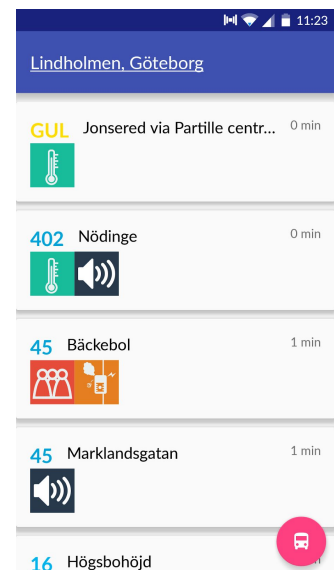 11:23
Lindholmen, Göteborg
GUL Jonsered via Partille centr... 0 min
402 Nödinge 0 min
45 Bäckebol 1 min
45 Marklandsgatan 1 min
16 Högsbohöjd